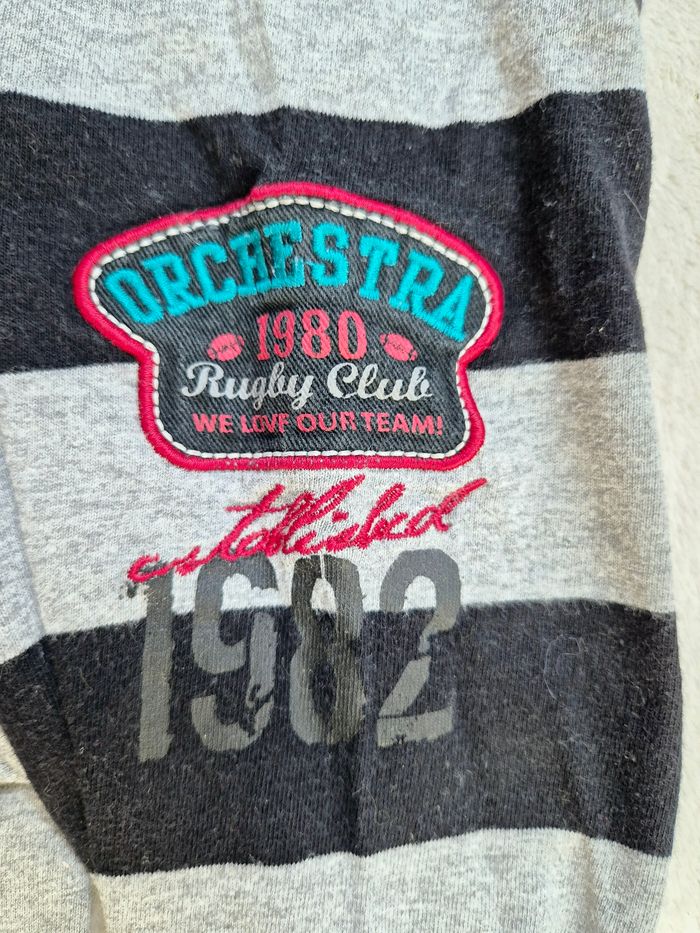 ORCHESTRA
1980
Rugby Club
WE LOVE OUR TEAM!
established
1982